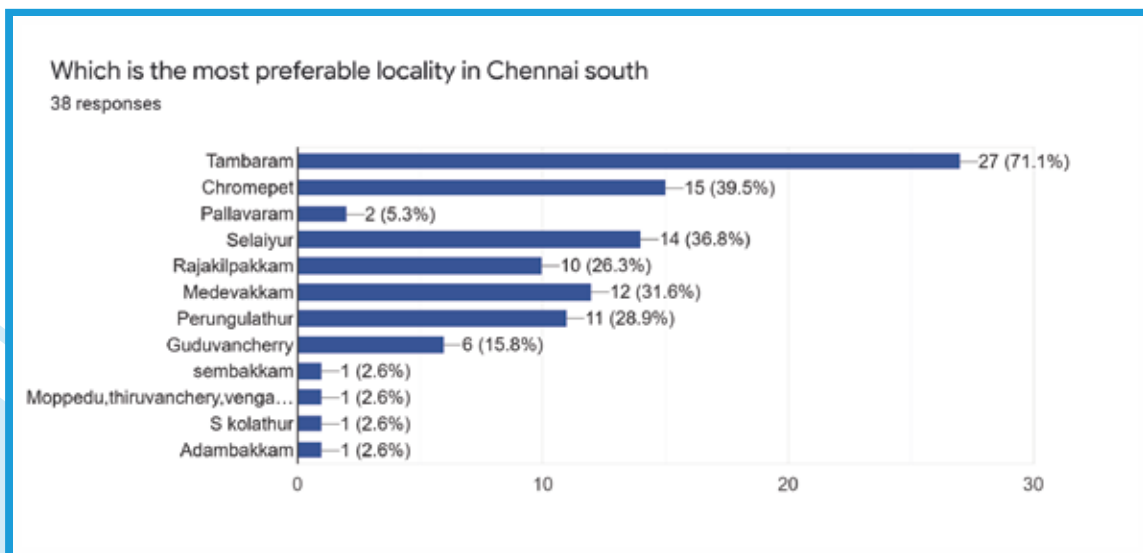 Which is the most preferable locality in Chennai south
38 responses
Tambaram 27 (71.1%)
Chromepet 15 (39.5%)
Pallavaram 2 (5.3%)
Selaiyur 14 (36.8%)
Rajakilpakkam 10 (26.3%)
Medevakkam 12 (31.6%)
Perungulathur 11 (28.9%)
Guduvancherry 6 (15.8%)
sembakkam 1 (2.6%)
Moppedu,thiruvanchery,venga... 1 (2.6%)
S kolathur 1 (2.6%)
Adambakkam 1 (2.6%)
0 10 20 30